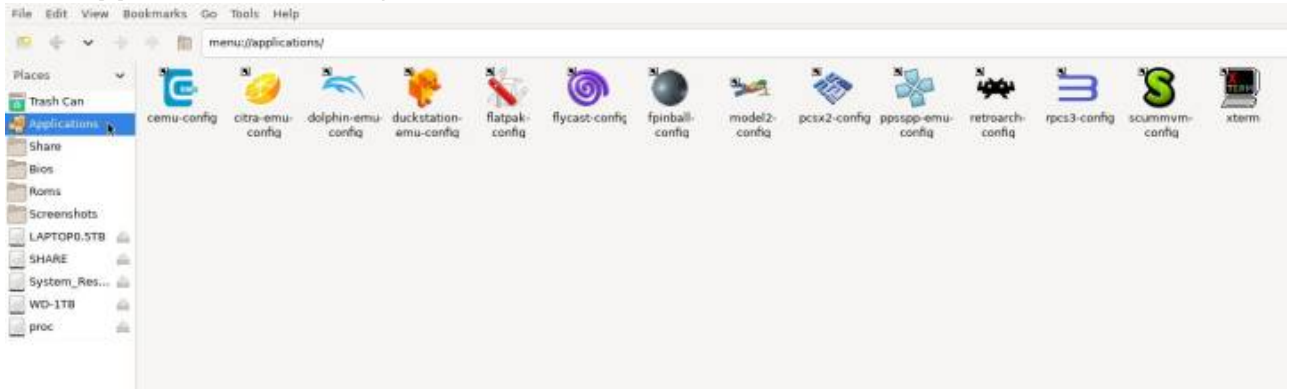 File Edit View Bookmarks Go Tools Help
menu://applications/
Places
Trash Can
Applications
Share
Bios
Roms
Screenshots
LAPTOP0.5TB
SHARE
System_Res...
WD-1TB
proc
cemu-config
citra-emu-
config
dolphin-emu-
config
duckstation-
emu-config
flatpak-
config
flycast-config
fpinball-
config
model2-
config
pcsx2-config
ppsspp-emu-
config
retroarch-
config
rpcs3-config
scummvm-
config
X
TERM
xterm